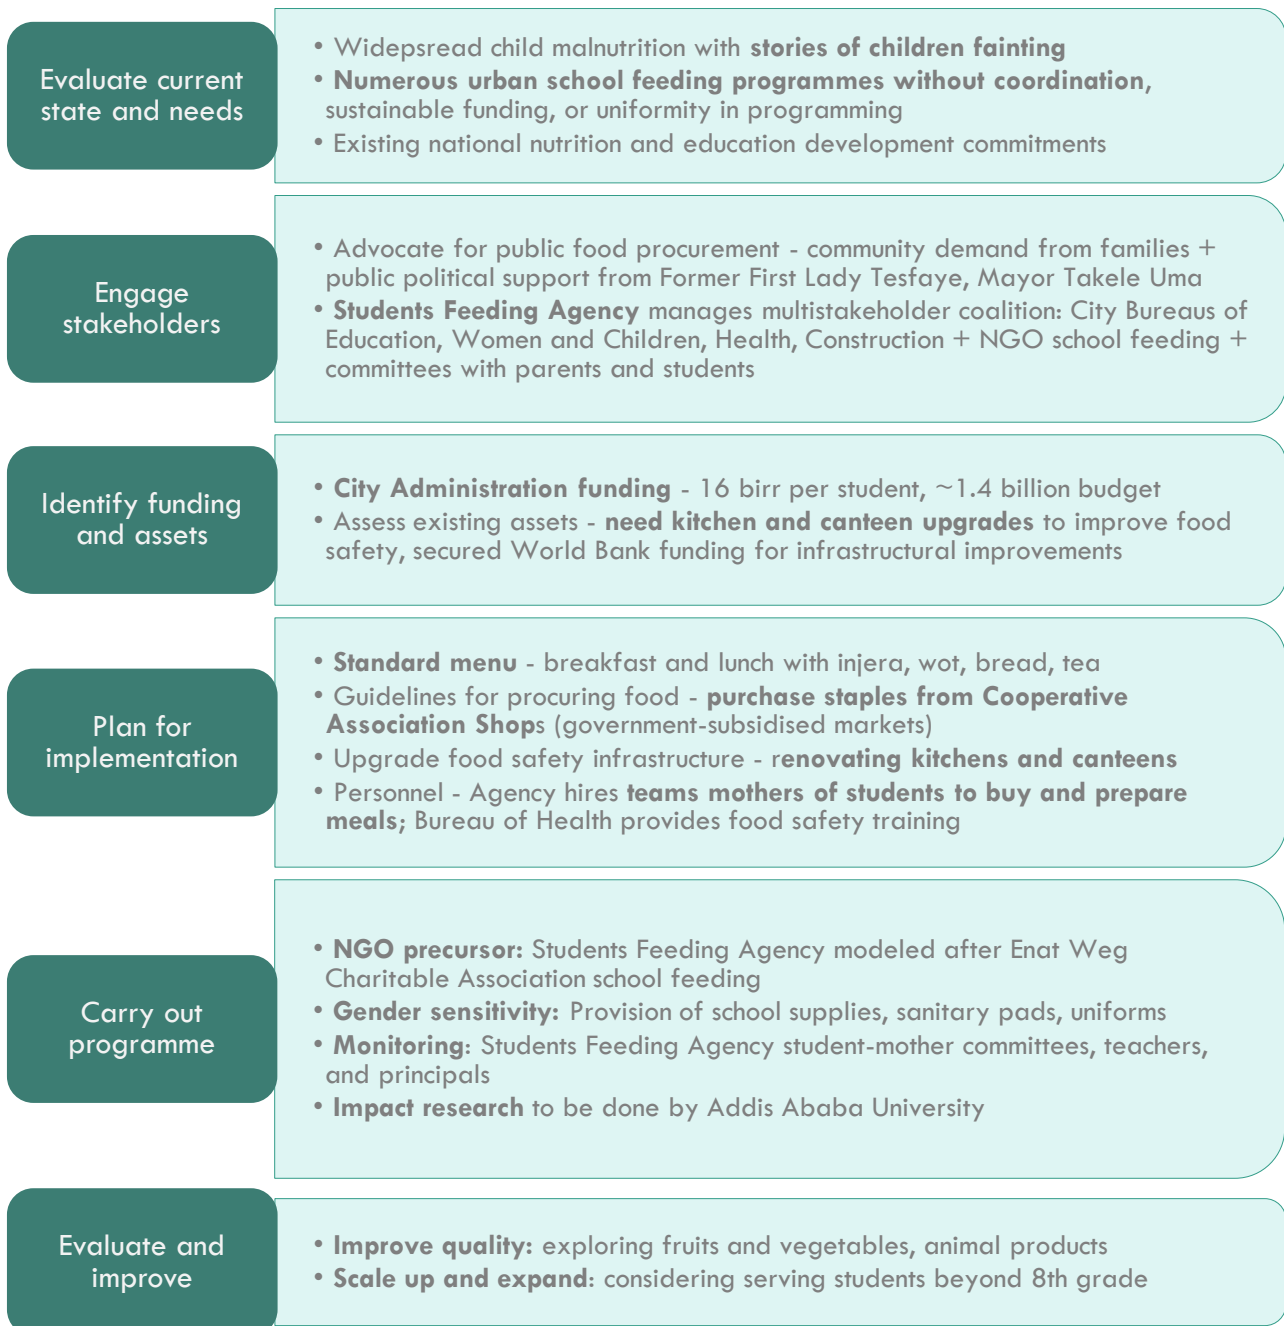 Evaluate current
state and needs
• Widepsread child malnutrition with stories of children fainting
• Numerous urban school feeding programmes without coordination,
sustainable funding, or uniformity in programming
• Existing national nutrition and education development commitments
Engage
stakeholders
• Advocate for public food procurement - community demand from families +
public political support from Former First Lady Tesfaye, Mayor Takele Uma
• Students Feeding Agency manages multistakeholder coalition: City Bureaus of
Education, Women and Children, Health, Construction + NGO school feeding +
committees with parents and students
Identify funding
and assets
• City Administration funding - 16 birr per student, ~1.4 billion budget
• Assess existing assets - need kitchen and canteen upgrades to improve food
safety, secured World Bank funding for infrastructural improvements
Plan for
implementation
• Standard menu - breakfast and lunch with injera, wot, bread, tea
• Guidelines for procuring food - purchase staples from Cooperative
Association Shops (government-subsidised markets)
• Upgrade food safety infrastructure - renovating kitchens and canteens
• Personnel - Agency hires teams mothers of students to buy and prepare
meals; Bureau of Health provides food safety training
Carry out
programme
• NGO precursor: Students Feeding Agency modeled after Enat Weg
Charitable Association school feeding
• Gender sensitivity: Provision of school supplies, sanitary pads, uniforms
• Monitoring: Students Feeding Agency student-mother committees, teachers,
and principals
• Impact research to be done by Addis Ababa University
Evaluate and
improve
• Improve quality: exploring fruits and vegetables, animal products
• Scale up and expand: considering serving students beyond 8th grade